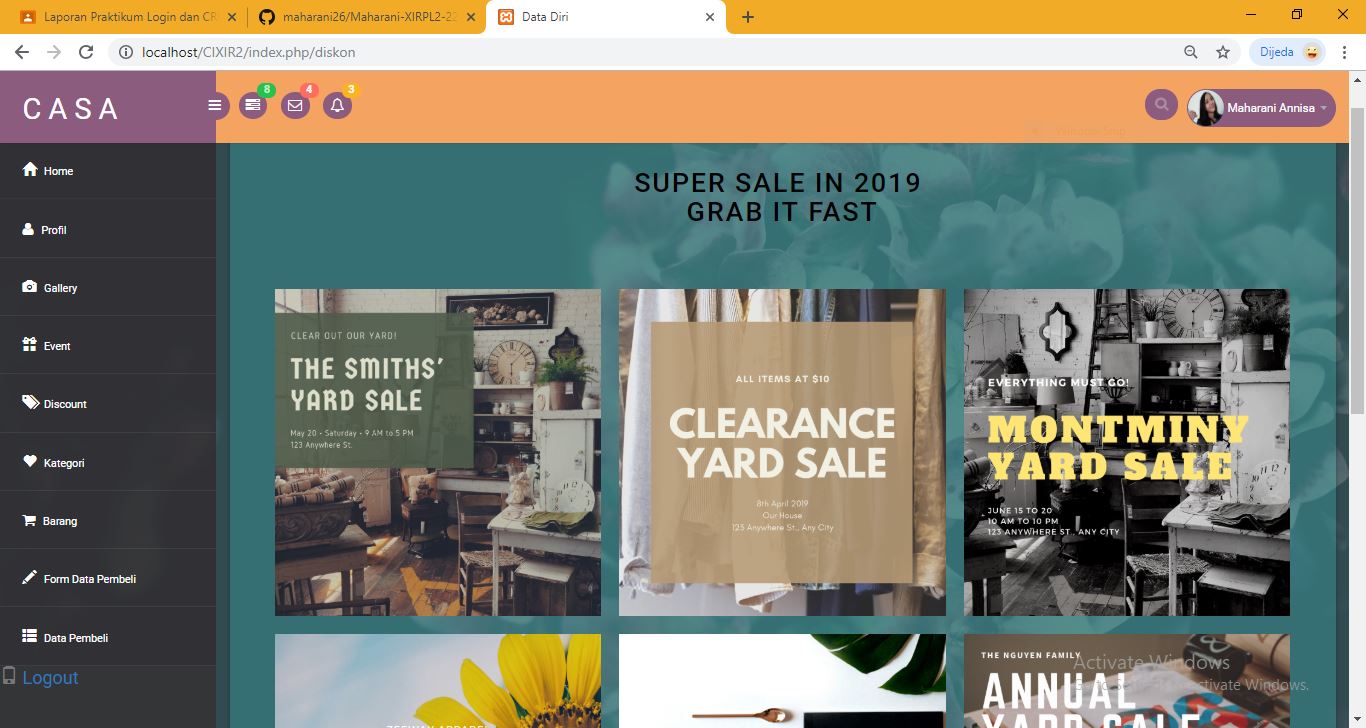 Laporan Praktikum Login dan CR
maharani26/Maharani-XIRPL2-22
Data Diri
localhost/CIXIR2/index.php/diskon
Dijeda
CASA
8
4
3
Maharani Annisa
Window Snip
SUPER SALE IN 2019
GRAB IT FAST
Home
Profil
Gallery
Event
Discount
Kategori
Barang
Form Data Pembeli
Data Pembeli
Logout
CLEAR OUT OUR YARD!
THE SMITHS'
YARD SALE
May 20 • Saturday • 9 AM to 5 PM
123 Anywhere St.
ALL ITEMS AT $10
CLEARANCE
YARD SALE
8th April 2019
Our House
123 Anywhere St., Any City
EVERYTHING MUST GO!
MONTMINY
YARD SALE
JUNE 15 TO 20
10 AM TO 10 PM
123 ANYWHERE ST., ANY CITY
THE NGUYEN FAMILY
ANNUAL
YARD SALE
Activate Windows
activate Windows.